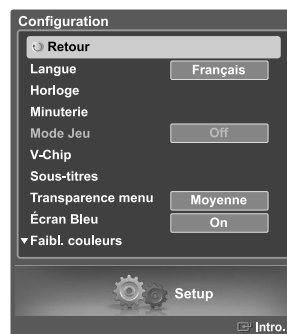 Configuration
Retour
Langue Français
Horloge
Minuterie
Mode Jeu Off
V-Chip
Sous-titres
Transparence menu Moyenne
Écran Bleu On
▼Faibl. couleurs
Setup
Intro.